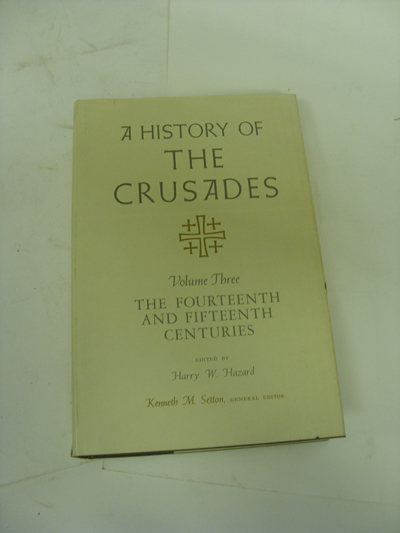 A HISTORY OF
THE
CRUSADES
Volume Three
THE FOURTEENTH
AND FIFTEENTH
CENTURIES
EDITED BY
Harry W. Hazard
Kenneth M. Setton, GENERAL EDITOR